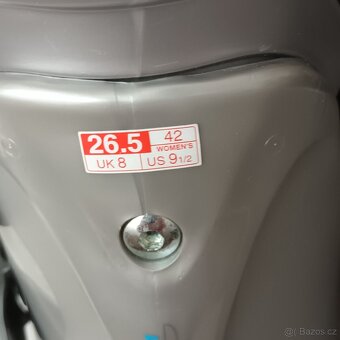 26.5 42
WOMEN'S
UK 8 US 9 1/2
Bazos.cz